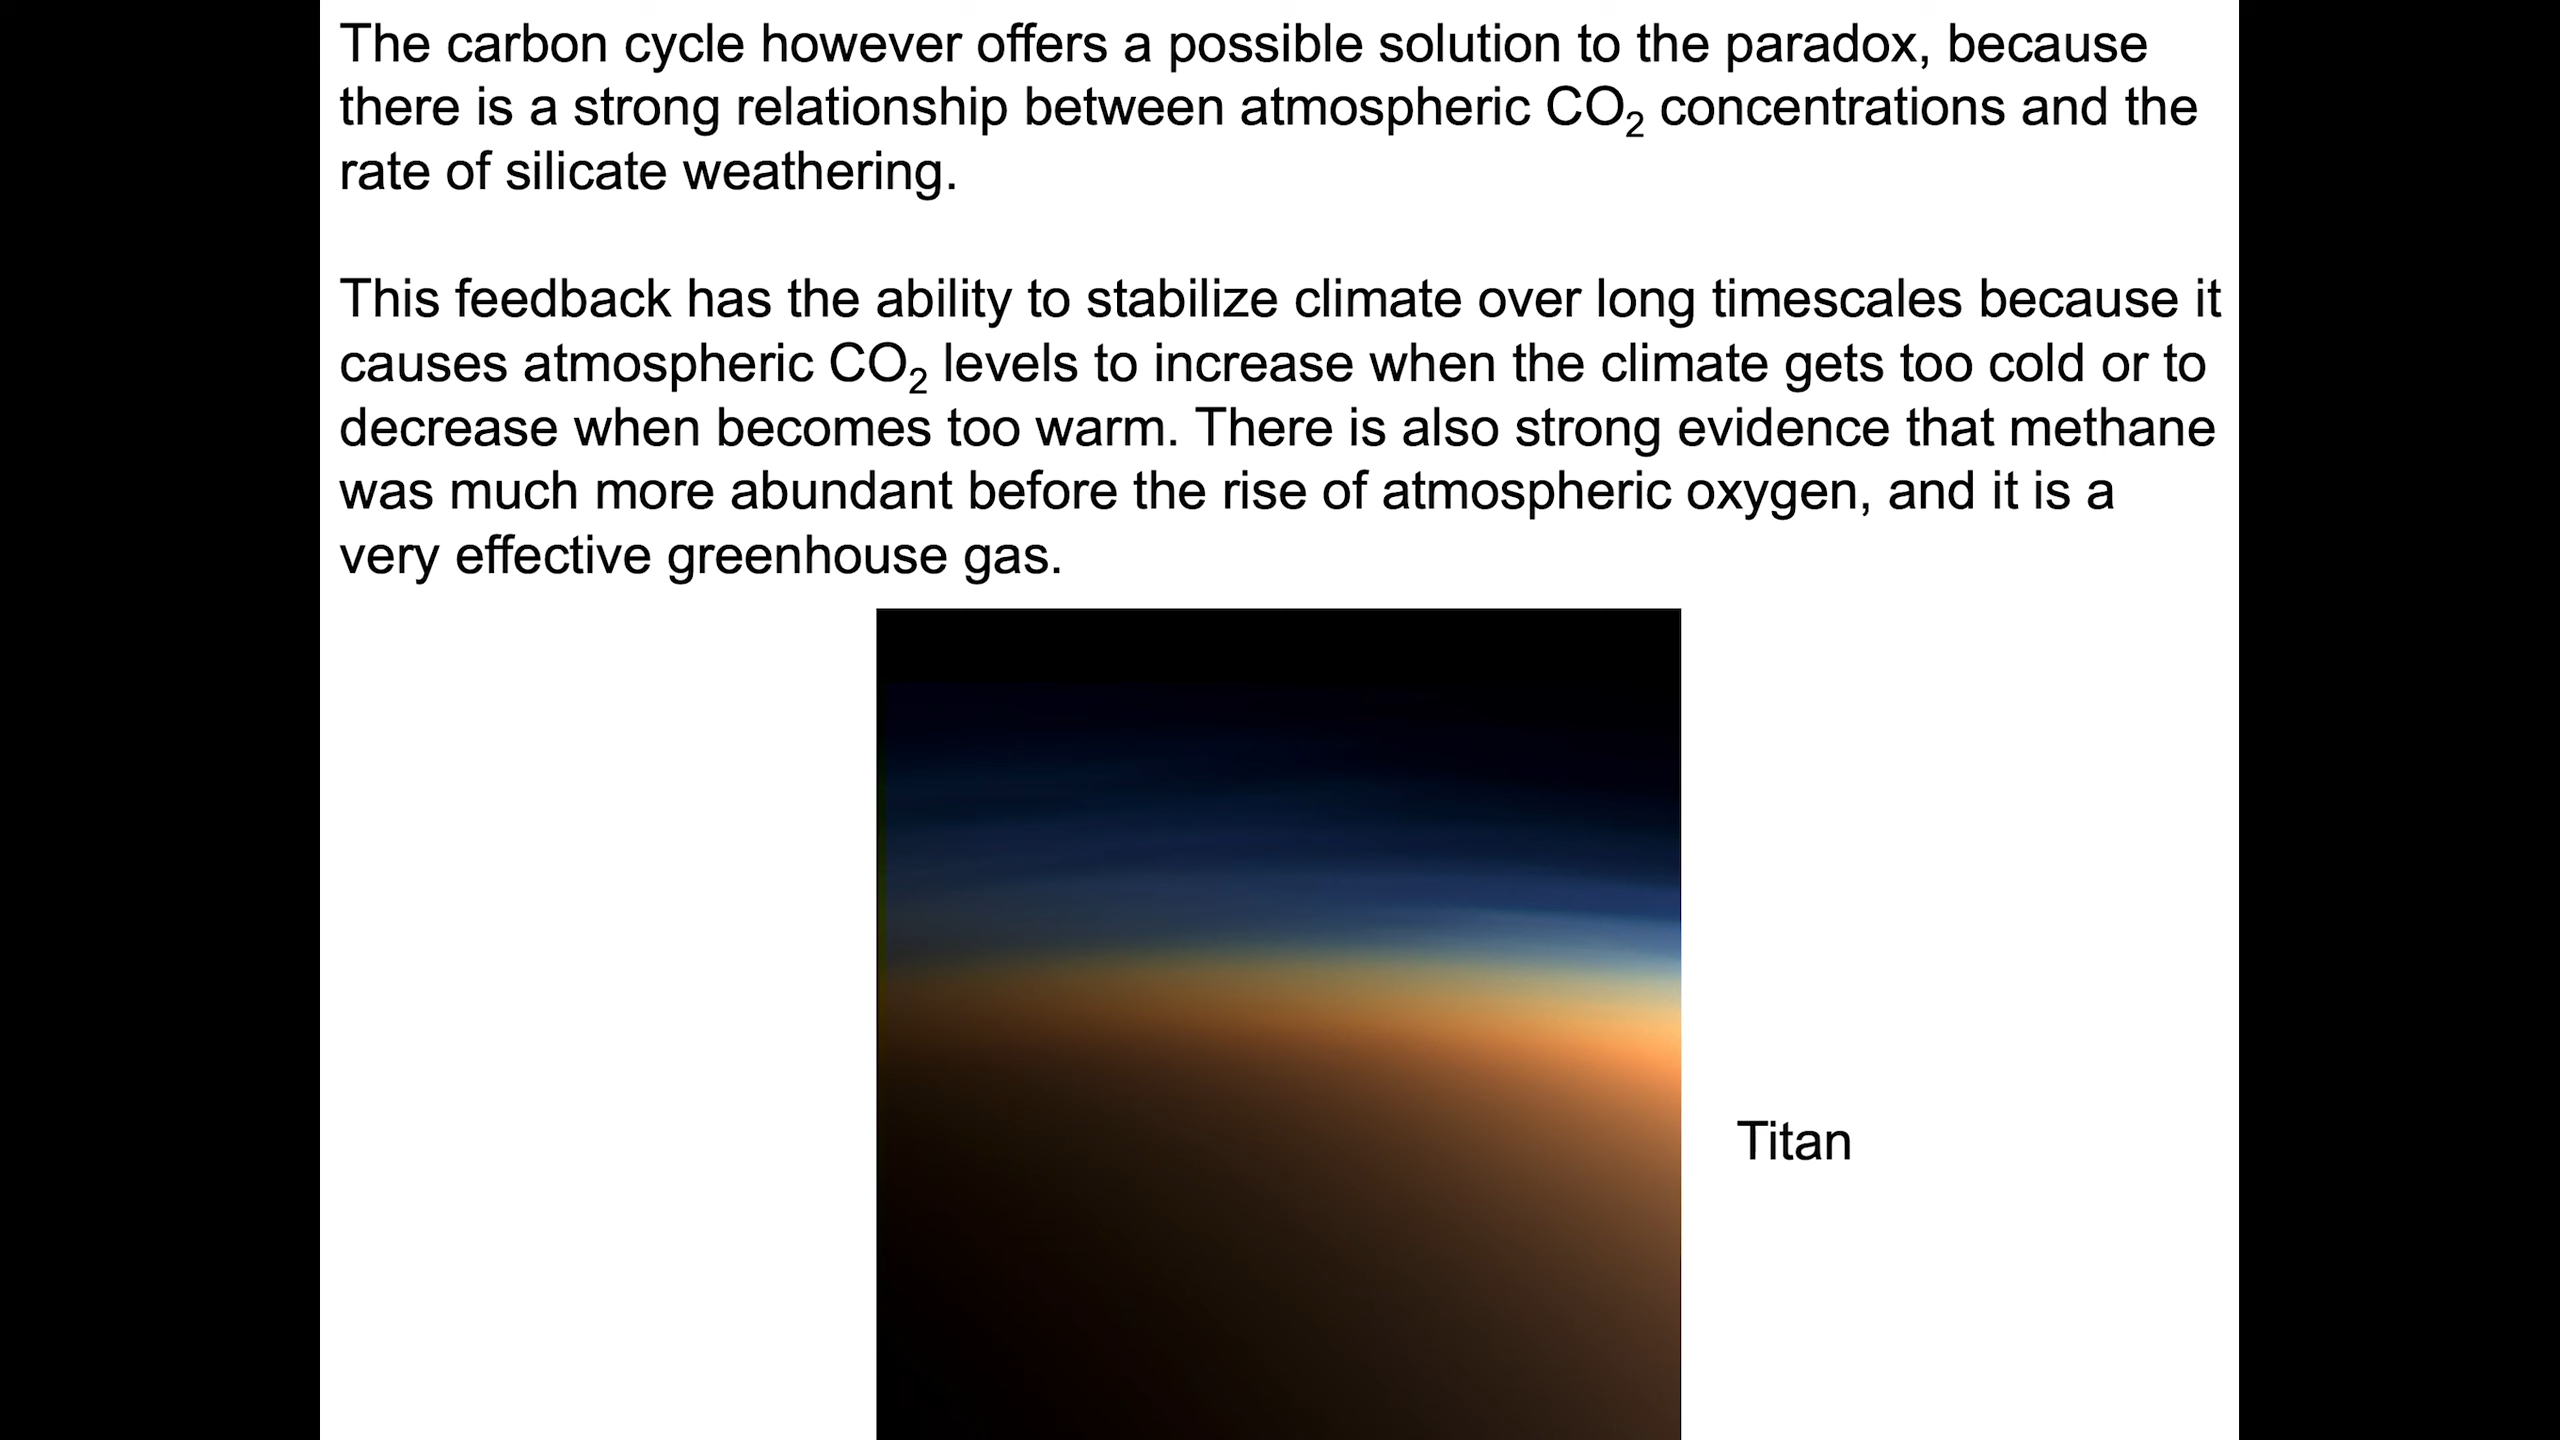 The carbon cycle however offers a possible solution to the paradox, because
there is a strong relationship between atmospheric CO₂ concentrations and the
rate of silicate weathering.
This feedback has the ability to stabilize climate over long timescales because it
causes atmospheric CO₂ levels to increase when the climate gets too cold or to
decrease when becomes too warm. There is also strong evidence that methane
was much more abundant before the rise of atmospheric oxygen, and it is a
very effective greenhouse gas.
Titan